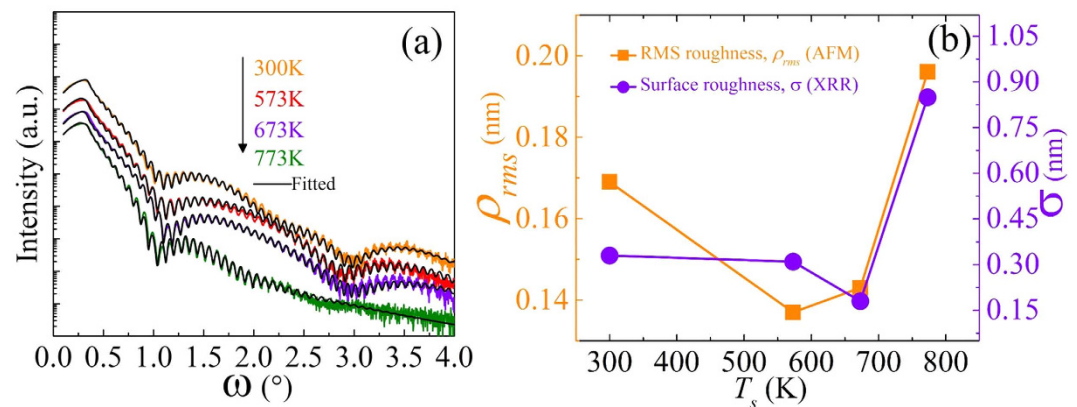 (a)
300K
573K
673K
773K
Fitted
Intensity (a.u.)
0.0 0.5 1.0 1.5 2.0 2.5 3.0 3.5 4.0
ω (°)
(b)
RMS roughness, ρrms (AFM)
Surface roughness, σ (XRR)
0.20
0.18
0.16
0.14
ρrms (nm)
1.05
0.90
0.75
0.60
0.45
0.30
0.15
σ (nm)
300 400 500 600 700 800
Ts (K)